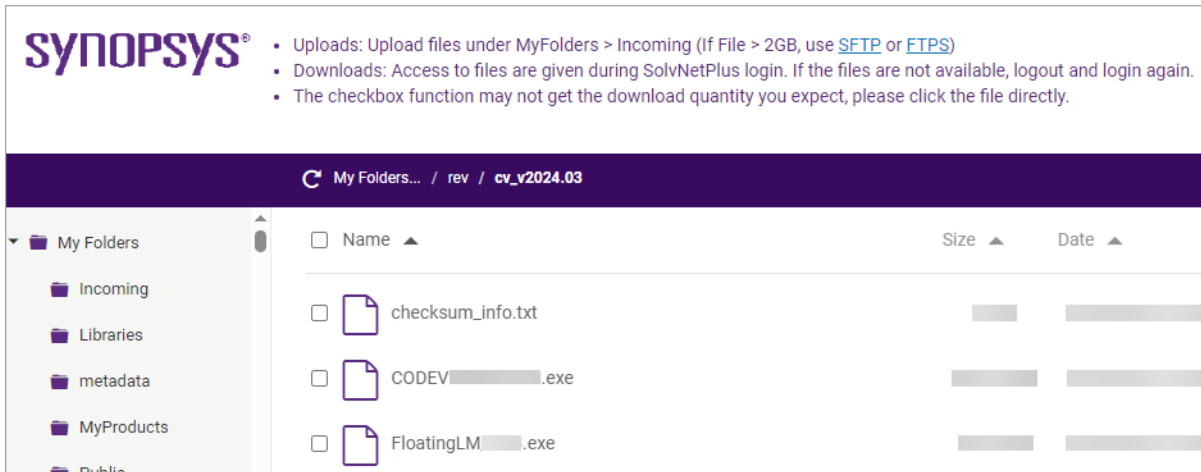 SYNOPSYS®
• Uploads: Upload files under MyFolders > Incoming (If File > 2GB, use SFTP or FTPS)
• Downloads: Access to files are given during SolvNetPlus login. If the files are not available, logout and login again.
• The checkbox function may not get the download quantity you expect, please click the file directly.
My Folders... / rev / cv_v2024.03
My Folders
Incoming
Libraries
metadata
MyProducts
Public
Name
Size
Date
checksum_info.txt
CODEV .exe
FloatingLM .exe